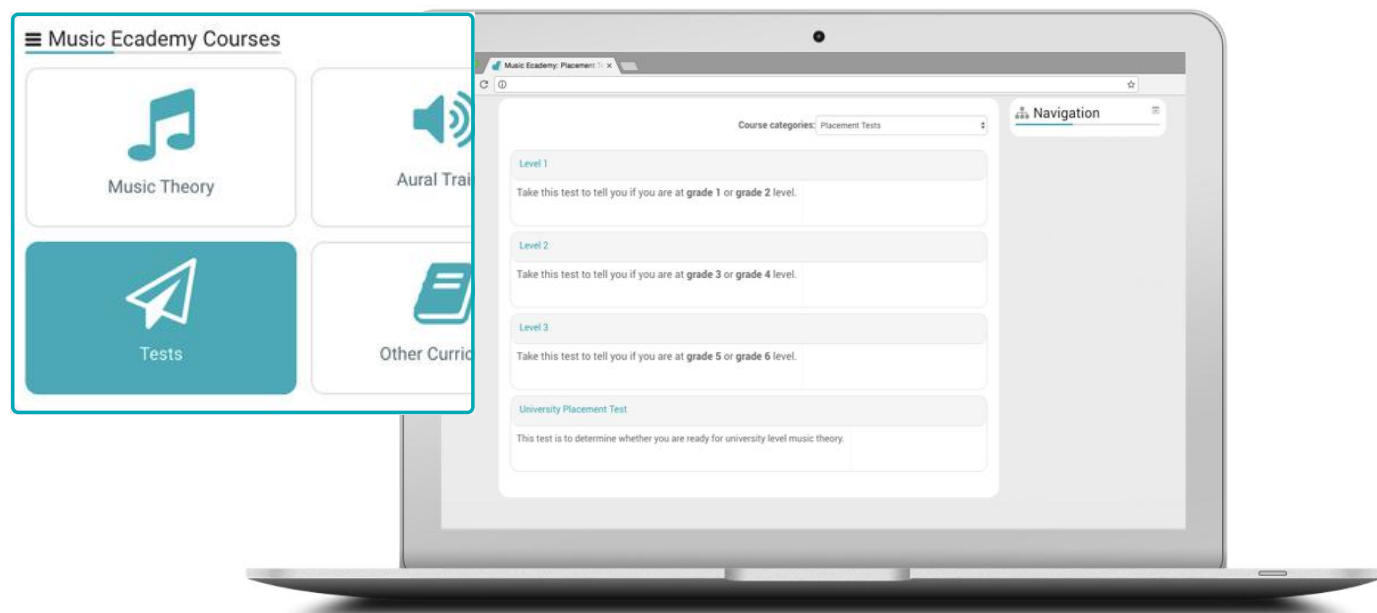 Music Ecademy Courses
Music Theory
Aural Trai
Tests
Other Curric
Music Ecademy: Placement T
Course categories: Placement Tests
Navigation
Level 1
Take this test to tell you if you are at grade 1 or grade 2 level.
Level 2
Take this test to tell you if you are at grade 3 or grade 4 level.
Level 3
Take this test to tell you if you are at grade 5 or grade 6 level.
University Placement Test
This test is to determine whether you are ready for university level music theory.